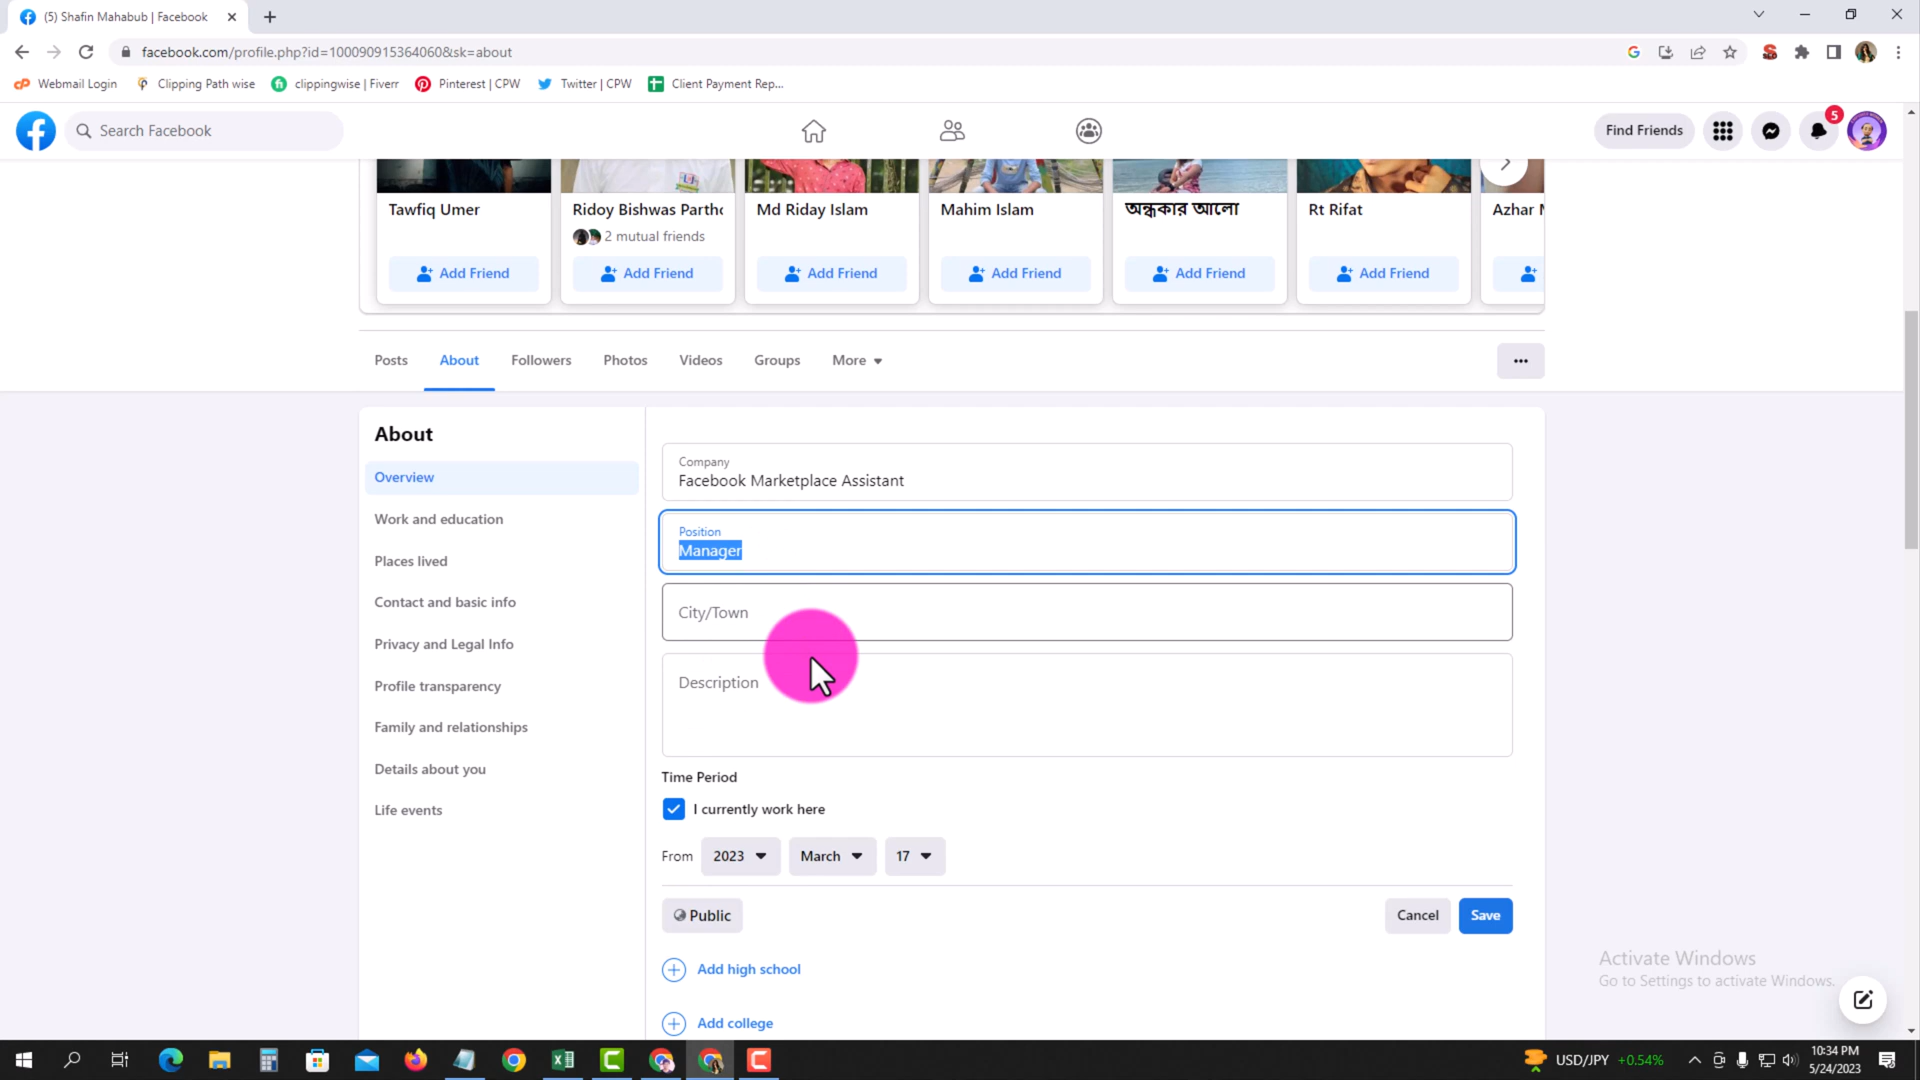 (5) Shafin Mahabub | Facebook
facebook.com/profile.php?id=100090915364060&sk=about
Webmail Login
Clipping Path wise
clippingwise | Fiverr
Pinterest | CPW
Twitter | CPW
Client Payment Rep...
Search Facebook
Find Friends
5
Tawfiq Umer
Ridoy Bishwas Partho
Md Riday Islam
Mahim Islam
অন্ধকার আলো
Rt Rifat
Azhar
2 mutual friends
Add Friend
Add Friend
Add Friend
Add Friend
Add Friend
Add Friend
Posts
About
Followers
Photos
Videos
Groups
More
About
Overview
Work and education
Places lived
Contact and basic info
Privacy and Legal Info
Profile transparency
Family and relationships
Details about you
Life events
Company
Facebook Marketplace Assistant
Position
Manager
City/Town
Description
Time Period
I currently work here
From 2023 March 17
Public
Cancel
Save
Add high school
Add college
Activate Windows
Go to Settings to activate Windows.
USD/JPY +0.54%
10:34 PM
5/24/2023